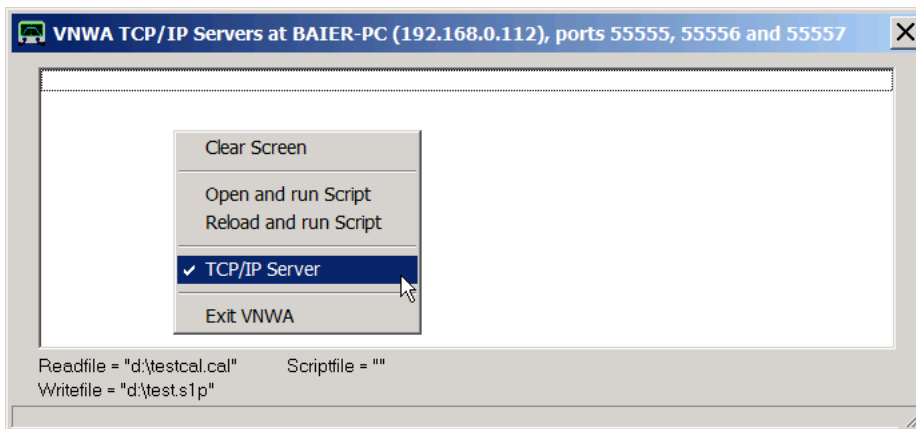 VNWA TCP/IP Servers at BAIER-PC (192.168.0.112), ports 55555, 55556 and 55557
Clear Screen
Open and run Script
Reload and run Script
TCP/IP Server
Exit VNWA
Readfile = "d:\testcal.cal" Scriptfile = ""
Writefile = "d:\test.s1p"